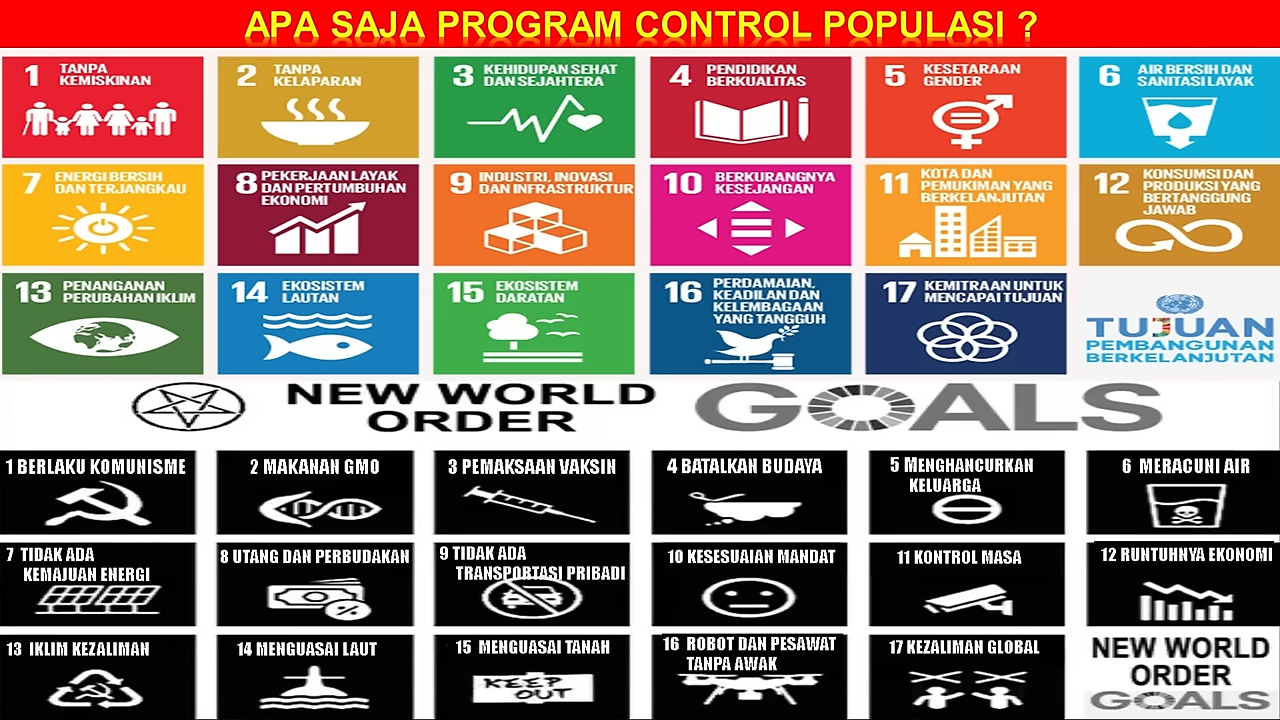 APA SAJA PROGRAM CONTROL POPULASI ?
1 TANPA
KEMISKINAN
2 TANPA
KELAPARAN
3 KEHIDUPAN SEHAT
DAN SEJAHTERA
4 PENDIDIKAN
BERKUALITAS
5 KESETARAAN
GENDER
6 AIR BERSIH DAN
SANITASI LAYAK
7 ENERGI BERSIH
DAN TERJANGKAU
8 PEKERJAAN LAYAK
DAN PERTUMBUHAN
EKONOMI
9 INDUSTRI, INOVASI
DAN INFRASTRUKTUR
10 BERKURANGNYA
KESEJANGAN
11 KOTA DAN
PEMUKIMAN YANG
BERKELANJUTAN
12 KONSUMSI DAN
PRODUKSI YANG
BERTANGGUNG
JAWAB
13 PENANGANAN
PERUBAHAN IKLIM
14 EKOSISTEM
LAUTAN
15 EKOSISTEM
DARATAN
16 PERDAMAIAN,
KEADILAN DAN
KELEMBAGAAN
YANG TANGGUH
17 KEMITRAAN UNTUK
MENCAPAI TUJUAN
TUJUAN
PEMBANGUNAN
BERKELANJUTAN
NEW WORLD
ORDER
GOALS
1 BERLAKU KOMUNISME
2 MAKANAN GMO
3 PEMAKSAAN VAKSIN
4 BATALKAN BUDAYA
5 MENGHANCURKAN
KELUARGA
6 MERACUNI AIR
7 TIDAK ADA
KEMAJUAN ENERGI
8 UTANG DAN PERBUDAKAN
9 TIDAK ADA
TRANSPORTASI PRIBADI
10 KESESUAIAN MANDAT
11 KONTROL MASA
12 RUNTUHNYA EKONOMI
13 IKLIM KEZALIMAN
14 MENGUASAI LAUT
15 MENGUASAI TANAH
KEEP
OUT
16 ROBOT DAN PESAWAT
TANPA AWAK
17 KEZALIMAN GLOBAL
NEW WORLD
ORDER
GOALS